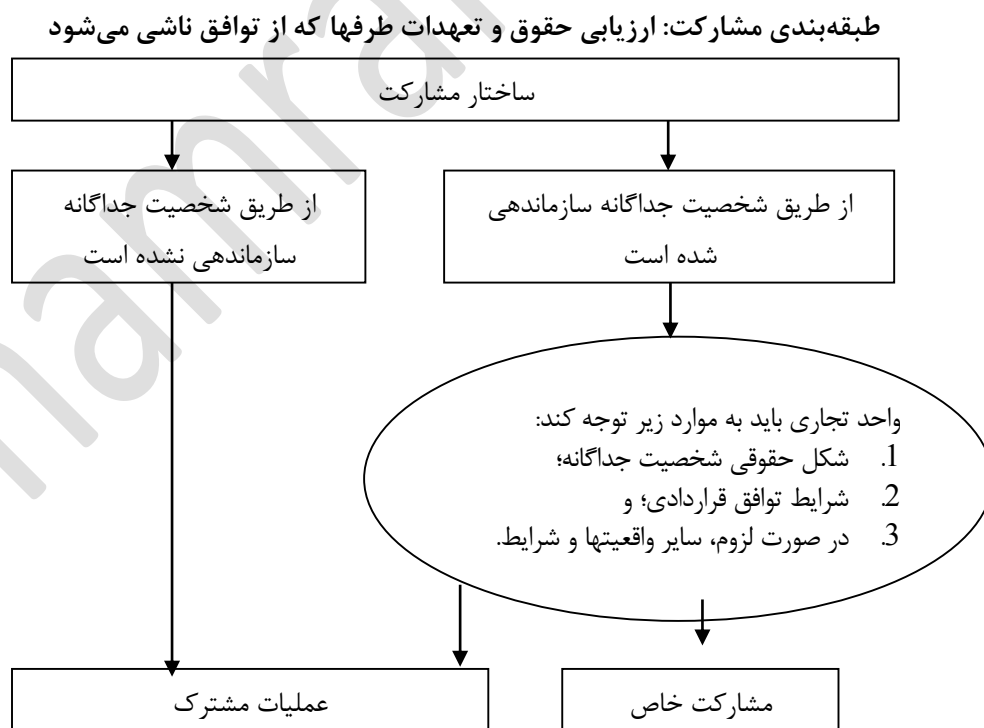 طبقه‌بندی مشارکت: ارزیابی حقوق و تعهدات طرفها که از توافق ناشی می‌شود
ساختار مشارکت
از طریق شخصیت جداگانه سازماندهی
شده است
از طریق شخصیت جداگانه
سازماندهی نشده است
واحد تجاری باید به موارد زیر توجه کند:
1. شکل حقوقی شخصیت جداگانه؛
2. شرایط توافق قراردادی؛ و
3. در صورت لزوم، سایر واقعیتها و شرایط.
مشارکت خاص
عملیات مشترک